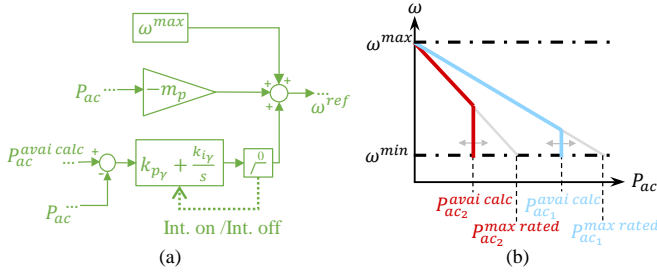 ω^max
P_ac
−m_p
ω^ref
P_ac^avai calc
k_pγ + k_iγ/s
0
P_ac
Int. on /Int. off
(a)
ω
ω^max
ω^min
P_ac
P_ac2^avai calc P_ac1^avai calc
P_ac2^max rated P_ac1^max rated
(b)